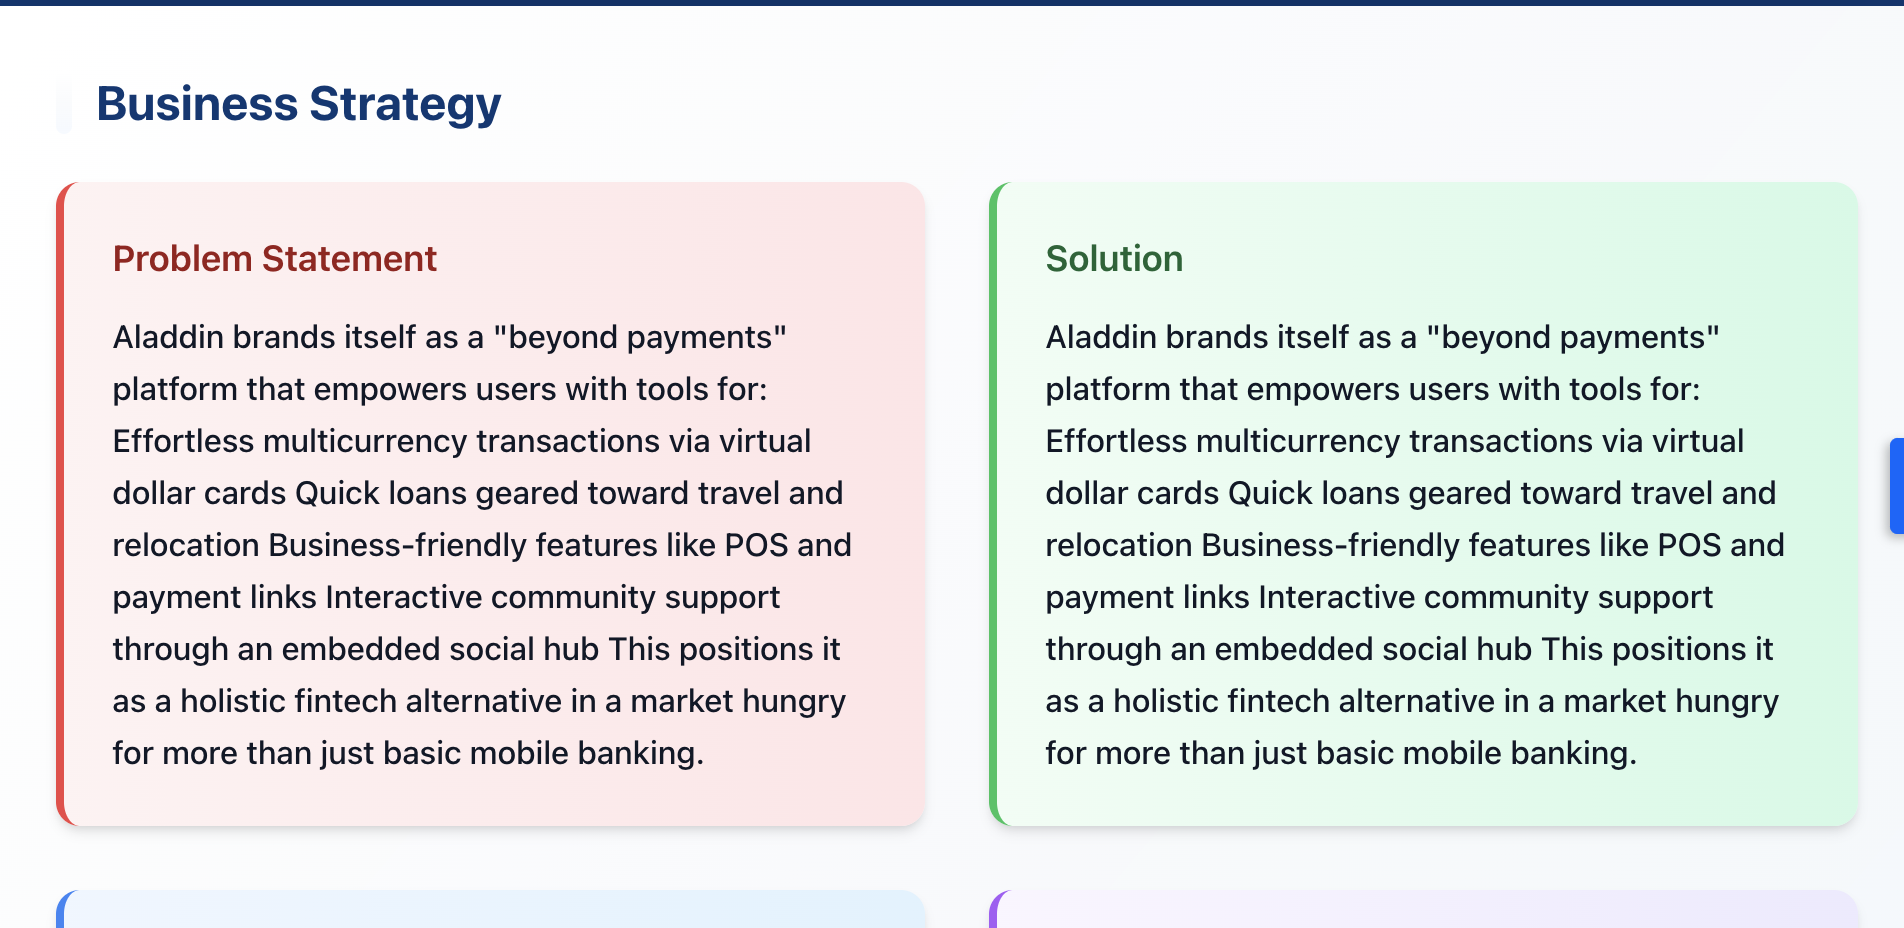 Business Strategy
Problem Statement
Aladdin brands itself as a "beyond payments"
platform that empowers users with tools for:
Effortless multicurrency transactions via virtual
dollar cards Quick loans geared toward travel and
relocation Business-friendly features like POS and
payment links Interactive community support
through an embedded social hub This positions it
as a holistic fintech alternative in a market hungry
for more than just basic mobile banking.
Solution
Aladdin brands itself as a "beyond payments"
platform that empowers users with tools for:
Effortless multicurrency transactions via virtual
dollar cards Quick loans geared toward travel and
relocation Business-friendly features like POS and
payment links Interactive community support
through an embedded social hub This positions it
as a holistic fintech alternative in a market hungry
for more than just basic mobile banking.